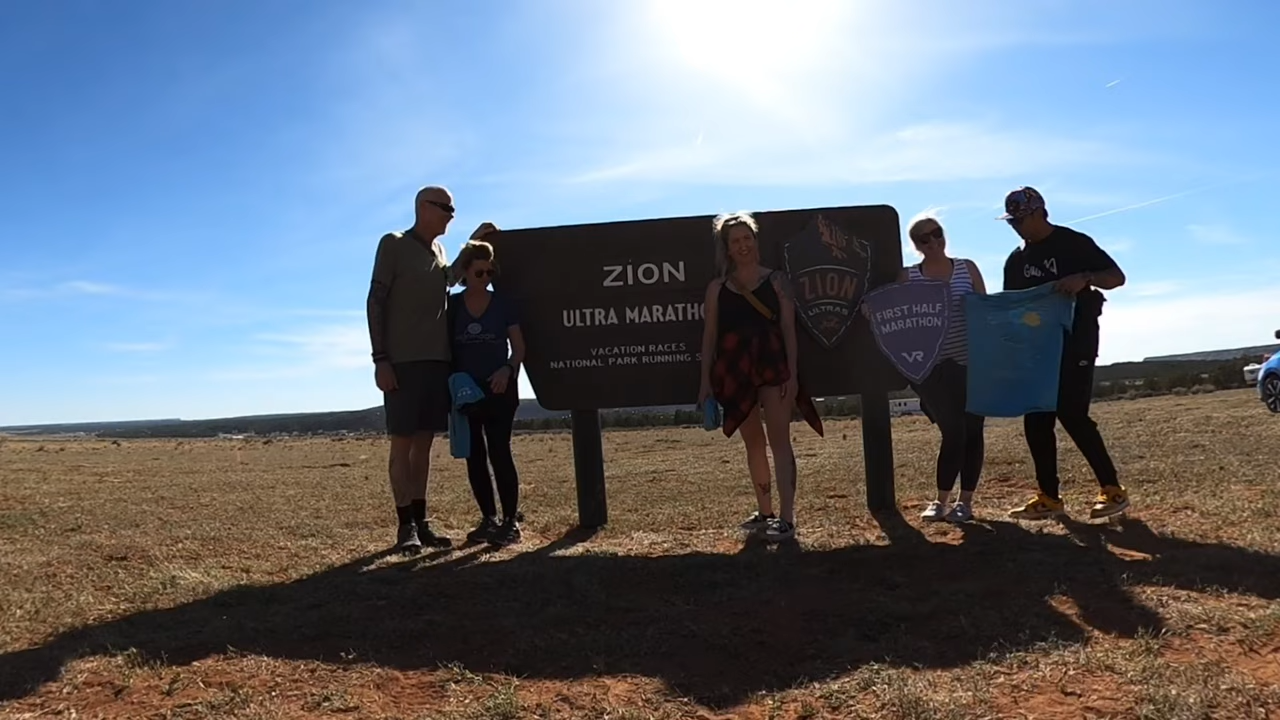 ZION
ULTRA MARATHO
VACATION RACES
NATIONAL PARK RUNNING S
ZION
ULTRAS
FIRST HALF
MARATHON
VR